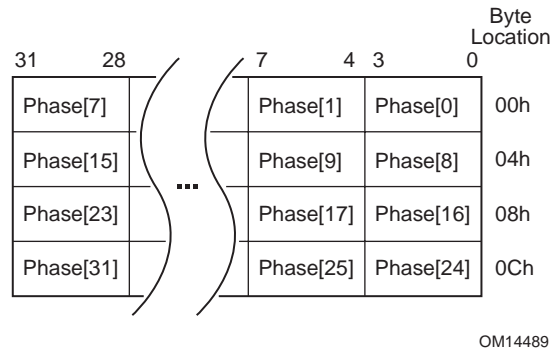 Byte
Location
31 28 7 4 3 0
Phase[7] Phase[1] Phase[0] 00h
Phase[15] ... Phase[9] Phase[8] 04h
Phase[23] Phase[17] Phase[16] 08h
Phase[31] Phase[25] Phase[24] 0Ch
OM14489